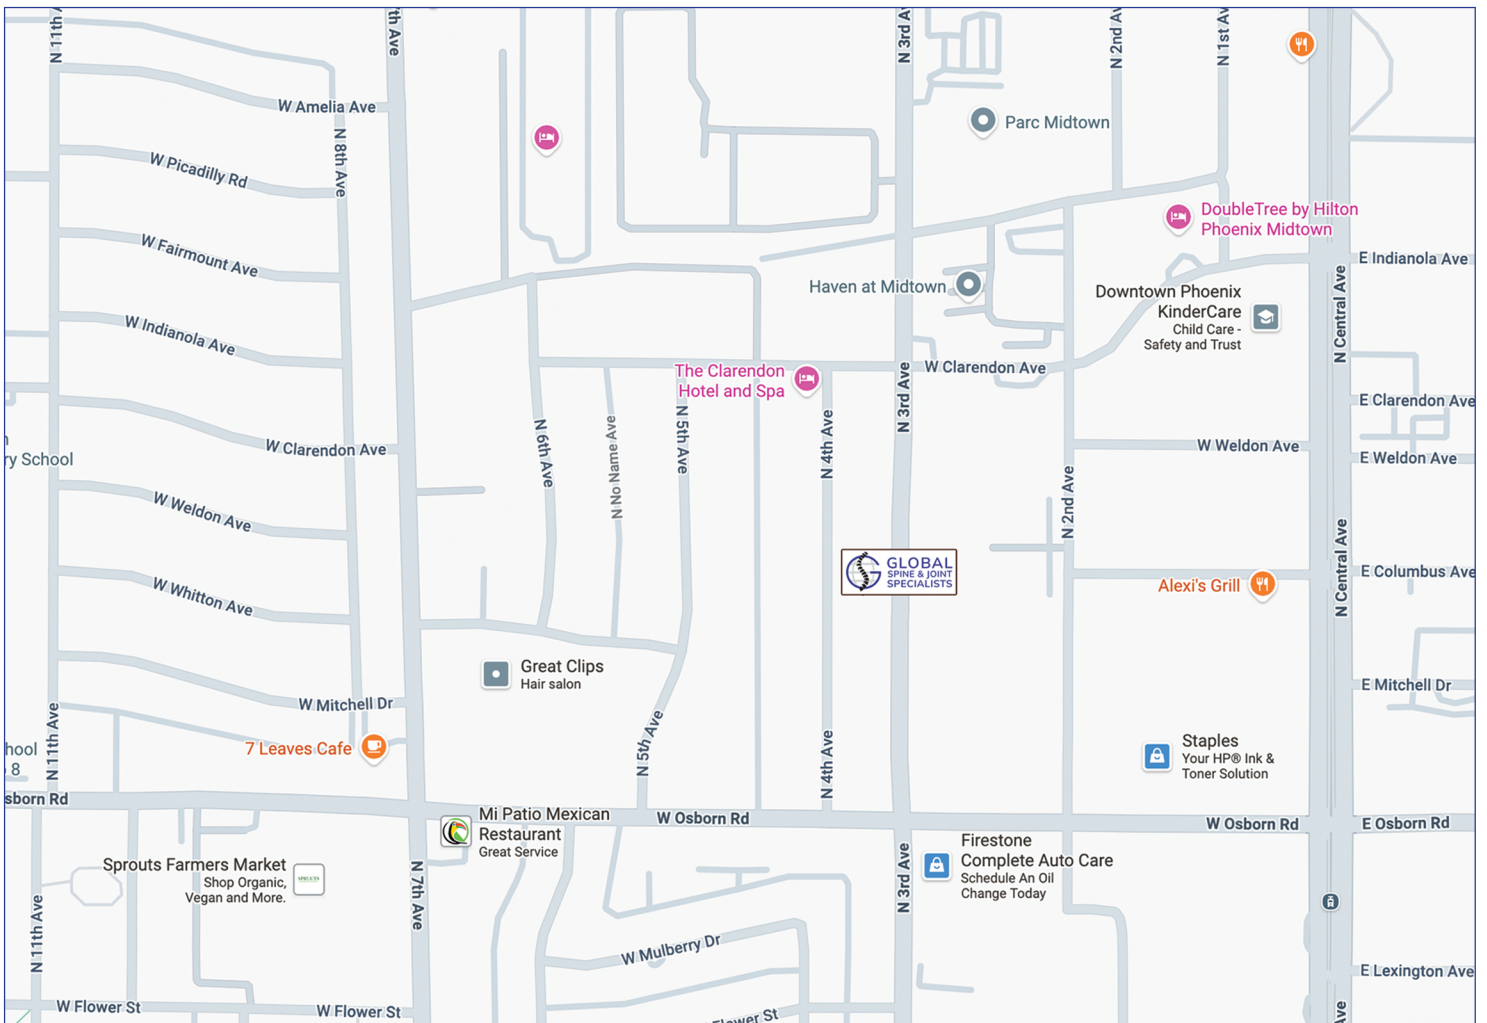 N 11th A
7th Ave
N 3rd A
N 2nd Av
N 1st Av
W Amelia Ave
Parc Midtown
N 8th Ave
W Picadilly Rd
DoubleTree by Hilton
Phoenix Midtown
W Fairmount Ave
E Indianola Ave
Haven at Midtown
Downtown Phoenix
KinderCare
Child Care -
Safety and Trust
N Central Ave
W Indianola Ave
The Clarendon
Hotel and Spa
W Clarendon Ave
N 3rd Ave
E Clarendon Ave
N 6th Ave
N No Name Ave
N 5th Ave
N 4th Ave
W Clarendon Ave
W Weldon Ave
E Weldon Ave
ry School
N 2nd Ave
W Weldon Ave
GLOBAL
SPINE & JOINT
SPECIALISTS
N Central Ave
E Columbus Ave
Alexi's Grill
W Whitton Ave
Great Clips
Hair salon
E Mitchell Dr
W Mitchell Dr
N 11th Ave
7 Leaves Cafe
N 5th Ave
N 4th Ave
Staples
Your HP® Ink &
Toner Solution
hool
8
sborn Rd
Mi Patio Mexican
Restaurant
Great Service
W Osborn Rd
W Osborn Rd
E Osborn Rd
Sprouts Farmers Market
Shop Organic,
Vegan and More.
SPROUTS
N 7th Ave
N 3rd Ave
Firestone
Complete Auto Care
Schedule An Oil
Change Today
N 11th Ave
W Mulberry Dr
E Lexington Ave
W Flower St
W Flower St
lower St
Ave